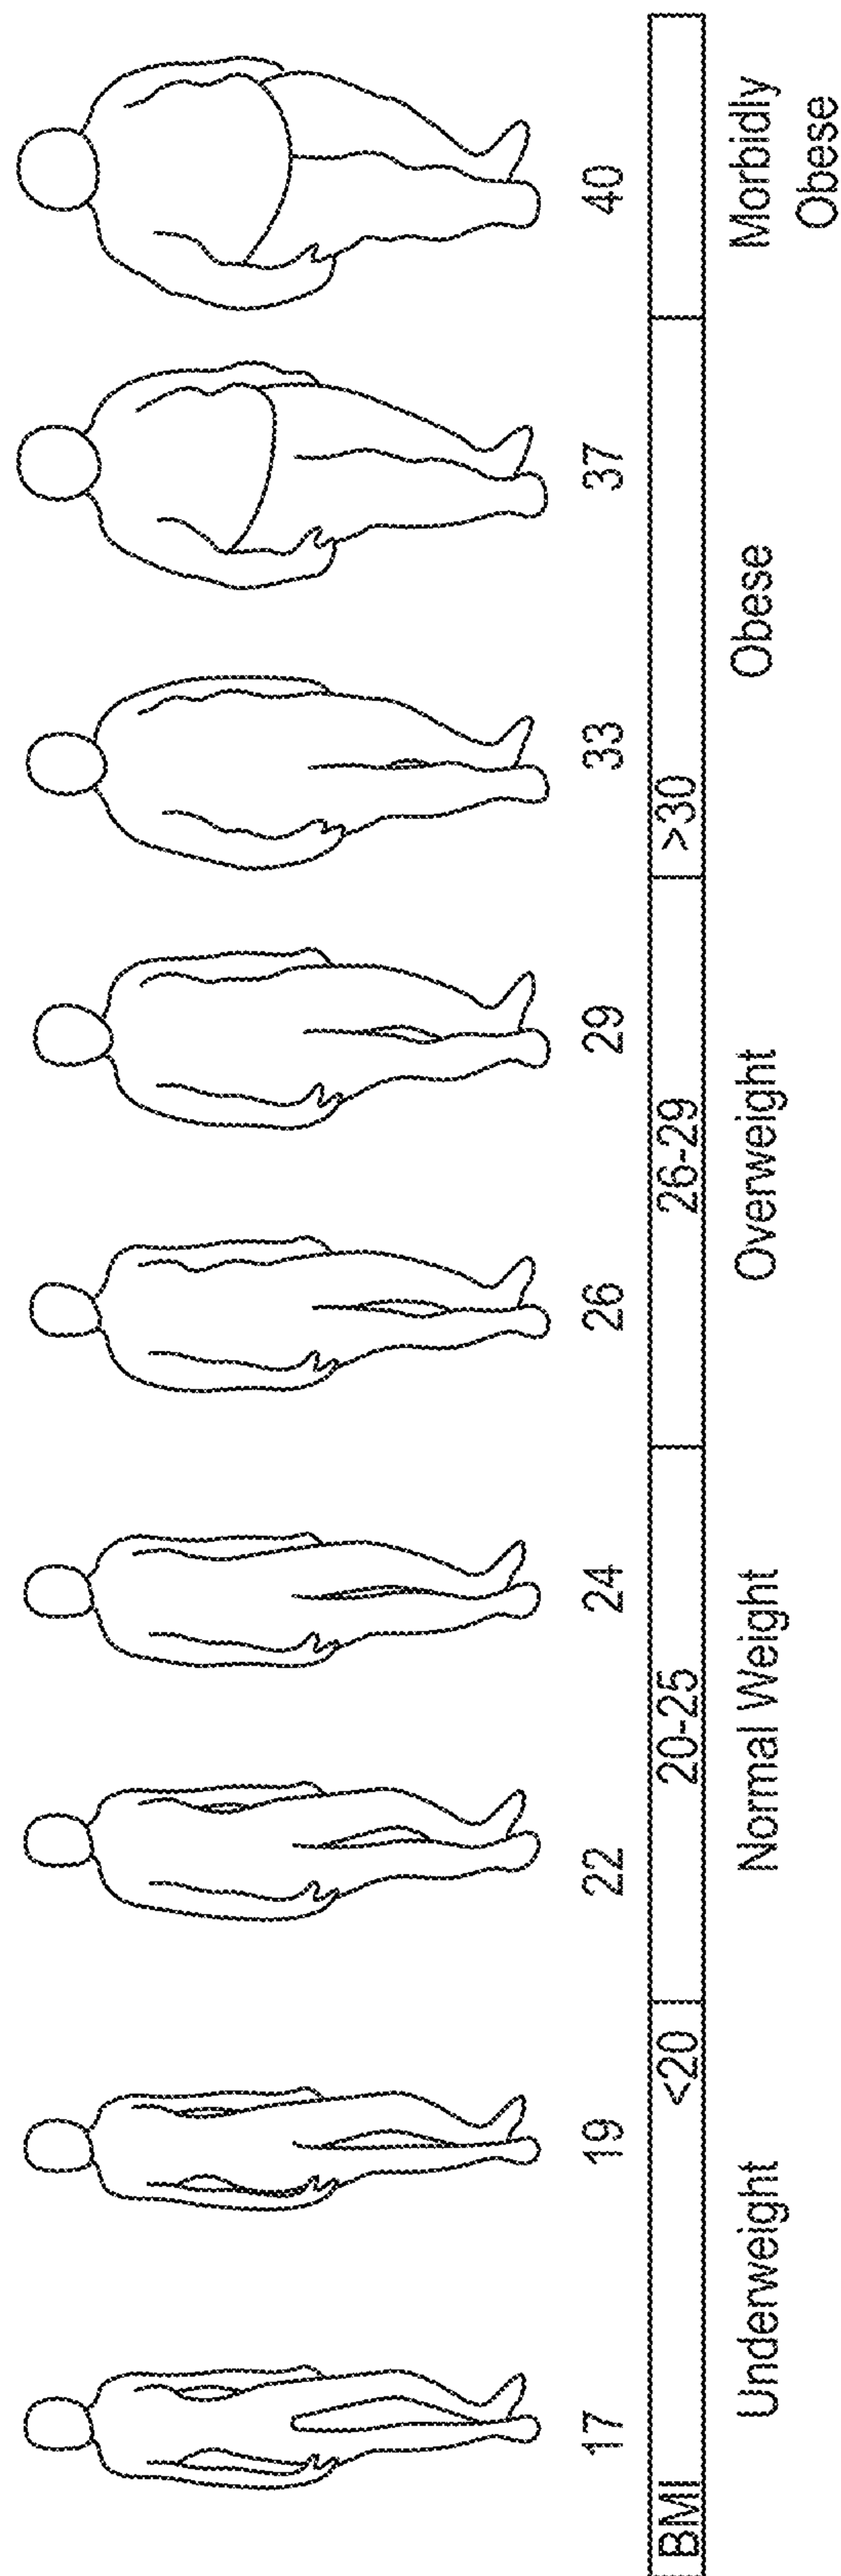 17 19 22 24 26 29 33 37 40
BMI <20 20-25 26-29 >30
Underweight Normal Weight Overweight Obese Morbidly
Obese